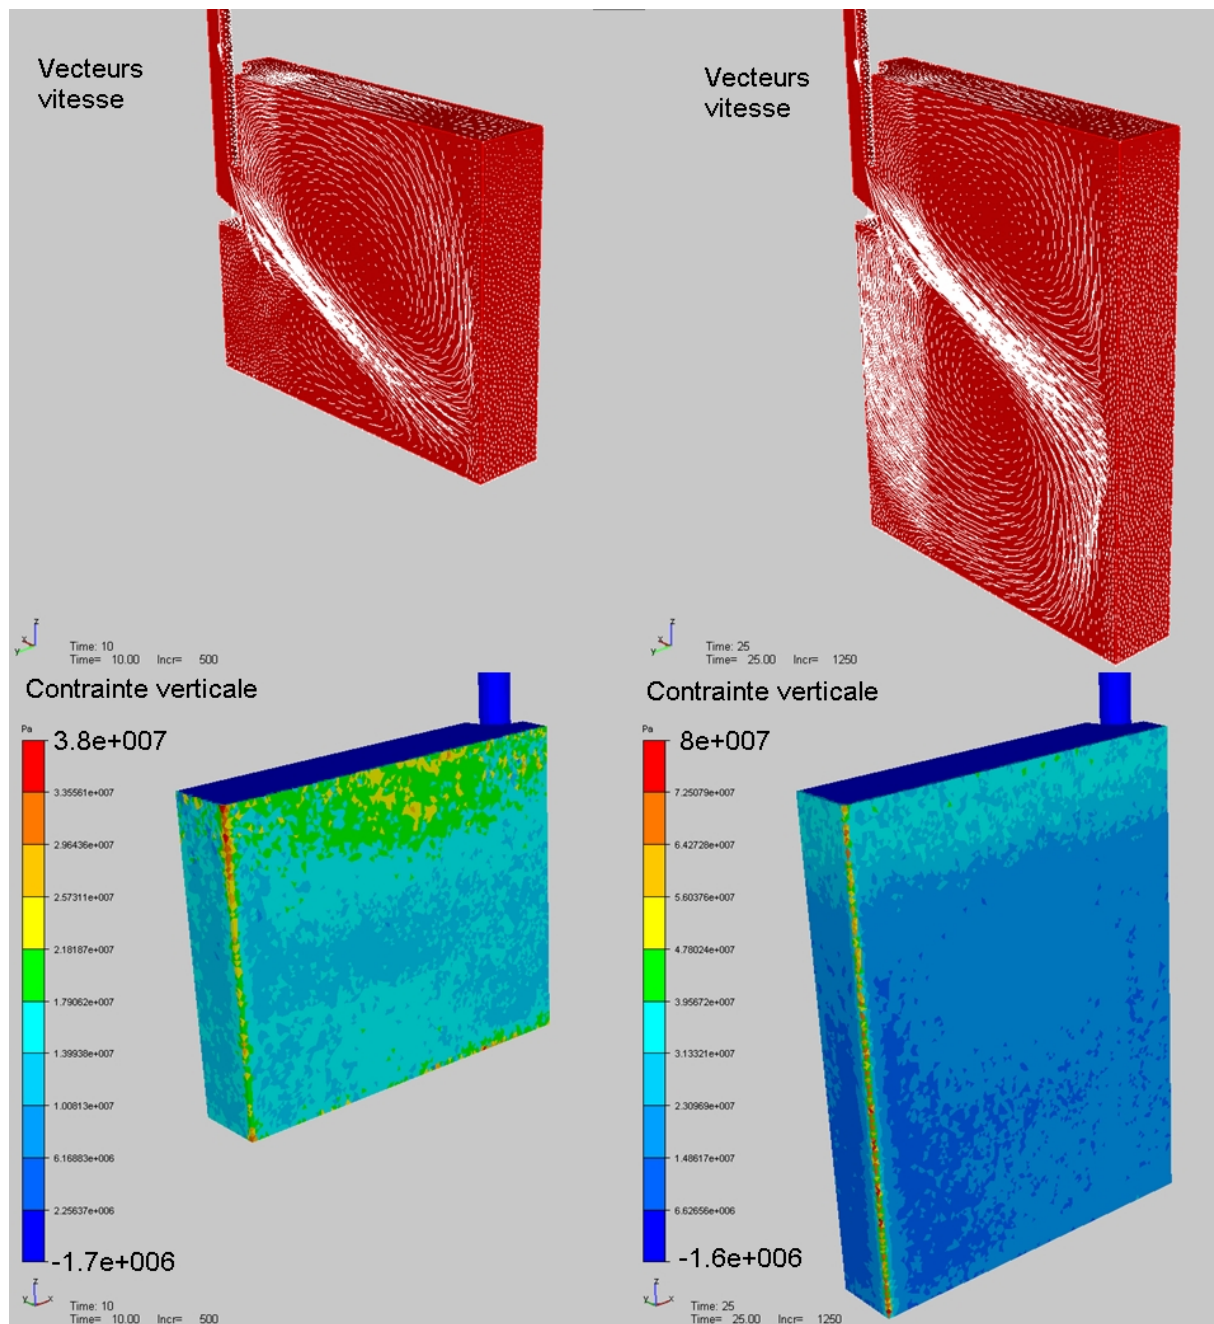 Vecteurs
vitesse
Vecteurs
vitesse
z
x
y
Time: 10
Time= 10.00 Incr= 500
z
x
y
Time: 25
Time= 25.00 Incr= 1250
Contrainte verticale
Pa
3.8e+007
3.35561e+007
2.96436e+007
2.57311e+007
2.18187e+007
1.79062e+007
1.39938e+007
1.00813e+007
6.16883e+006
2.25637e+006
-1.7e+006
z
y x
Time: 10
Time= 10.00 Incr= 500
Contrainte verticale
Pa
8e+007
7.25079e+007
6.42728e+007
5.60376e+007
4.78024e+007
3.95672e+007
3.13321e+007
2.30969e+007
1.48617e+007
6.62656e+006
-1.6e+006
z
y x
Time: 25
Time= 25.00 Incr= 1250